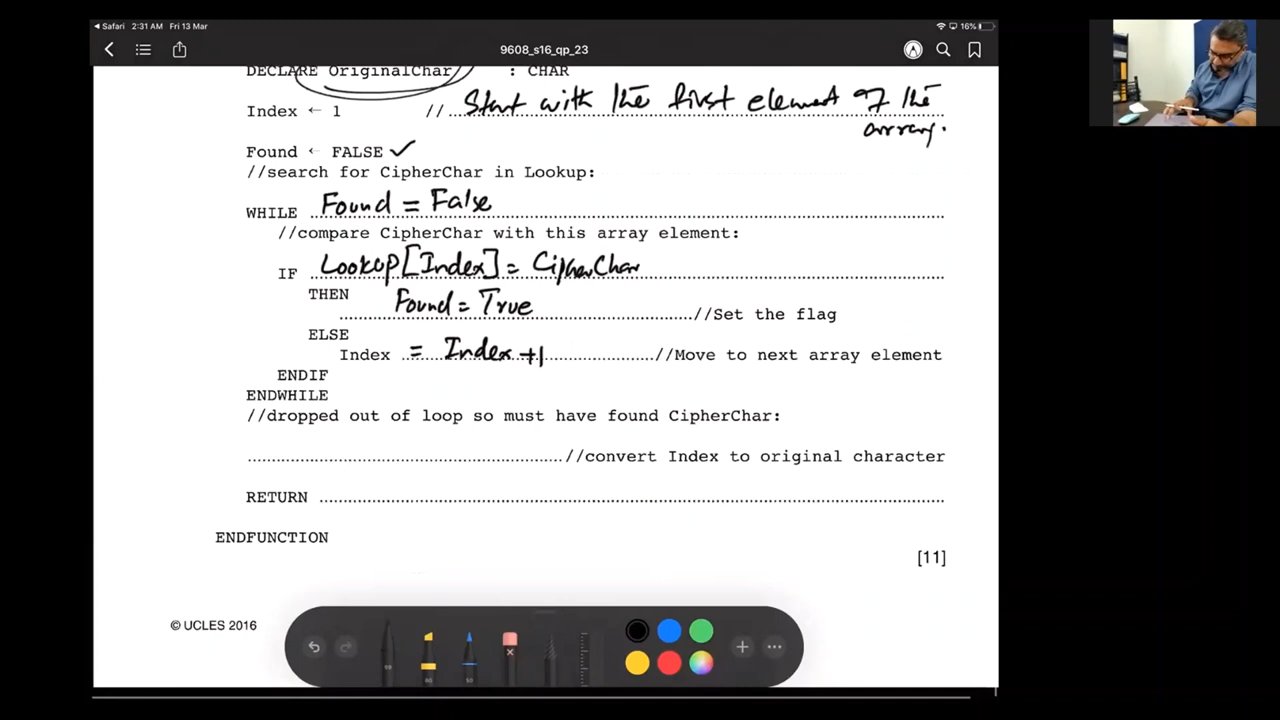 Safari 2:31 AM Fri 13 Mar 16%
9608_s16_qp_23
DECLARE OriginalChar : CHAR
Index ← 1 // Start with the first element of the
array.
Found ← FALSE ✓
//search for CipherChar in Lookup:
WHILE Found = False
//compare CipherChar with this array element:
IF Lookup[Index] = CipherChar
THEN
Found = True //Set the flag
ELSE
Index = Index +1 //Move to next array element
ENDIF
ENDWHILE
//dropped out of loop so must have found CipherChar:
//convert Index to original character
RETURN
ENDFUNCTION
[11]
© UCLES 2016